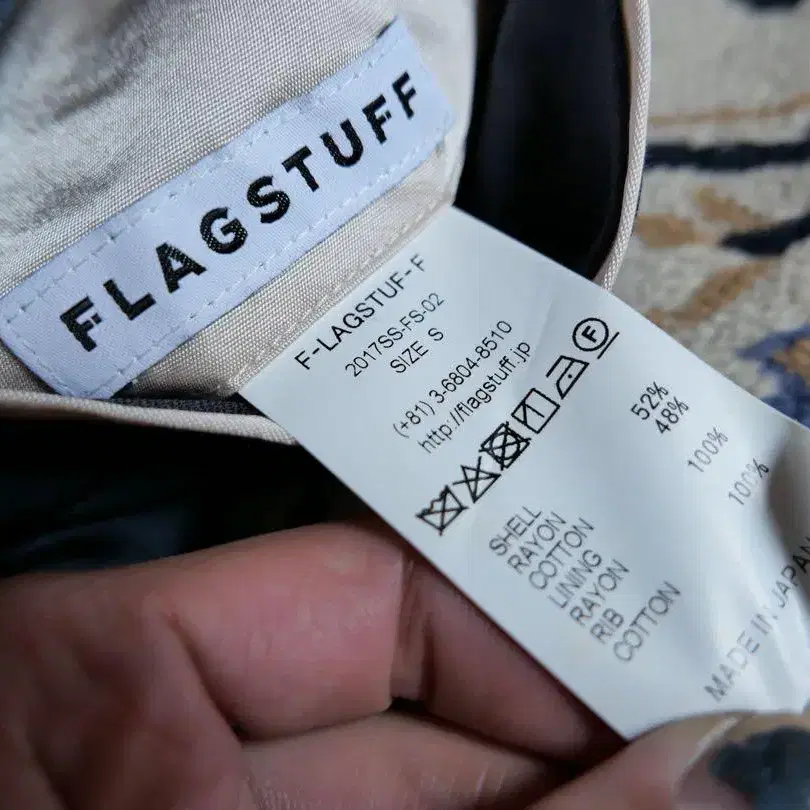 FLAGSTUFF
F-LAGSTUF-F
2017SS-FS-02
SIZE S
(+81) 3-6804-8510
http://flagstuff.jp
F
SHELL
RAYON 52%
COTTON 48%
LINING
RAYON 100%
RIB
COTTON 100%
MADE IN JAPAN